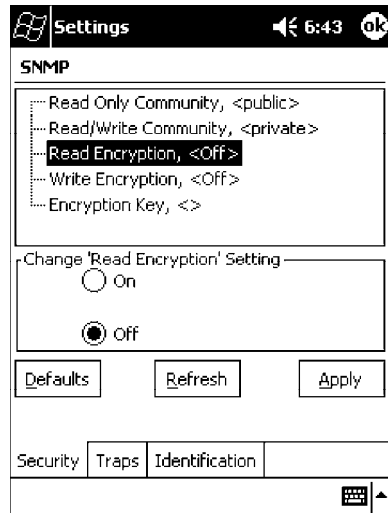 Settings 6:43 ok
SNMP
Read Only Community, <public>
Read/Write Community, <private>
Read Encryption, <Off>
Write Encryption, <Off>
Encryption Key, <>
Change 'Read Encryption' Setting
On
Off
Defaults Refresh Apply
Security Traps Identification